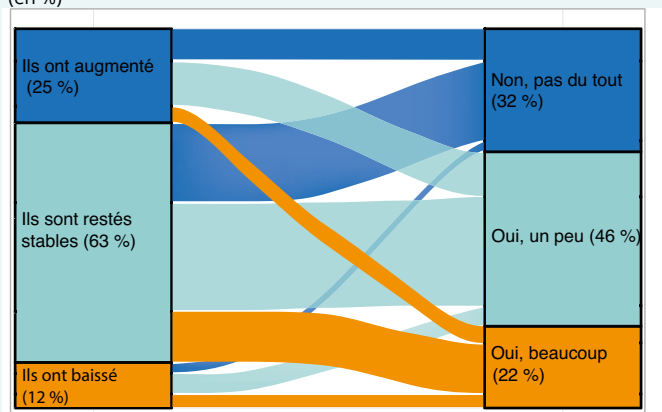 (en %)
Ils ont augmenté
(25 %)
Non, pas du tout
(32 %)
Ils sont restés
stables (63 %)
Oui, un peu (46 %)
Ils ont baissé
(12 %)
Oui, beaucoup
(22 %)